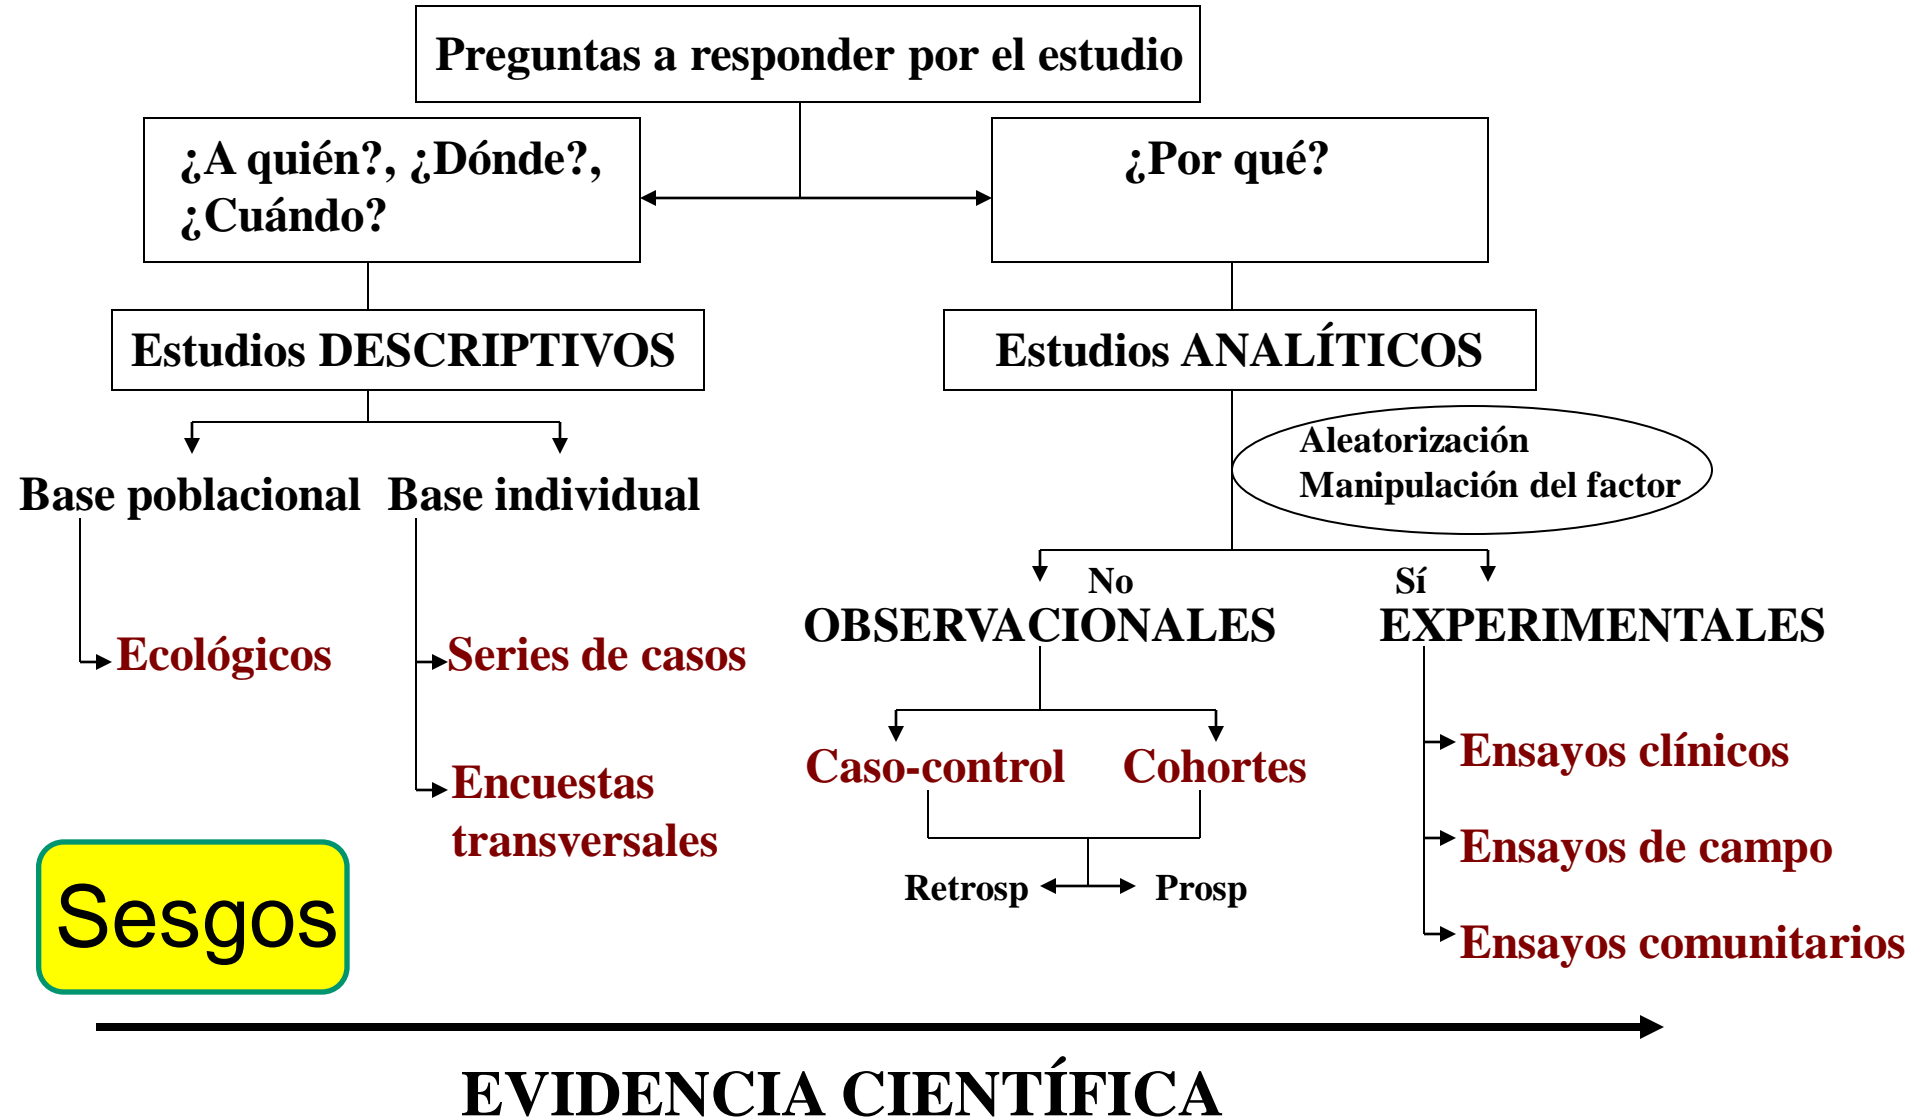 Preguntas a responder por el estudio
¿A quién?, ¿Dónde?,
¿Cuándo?
¿Por qué?
Estudios DESCRIPTIVOS
Estudios ANALÍTICOS
Aleatorización
Manipulación del factor
Base poblacional
Base individual
No
Sí
OBSERVACIONALES
EXPERIMENTALES
Ecológicos
Series de casos
Encuestas
transversales
Caso-control
Cohortes
Retrosp
Prosp
Ensayos clínicos
Ensayos de campo
Ensayos comunitarios
Sesgos
EVIDENCIA CIENTÍFICA